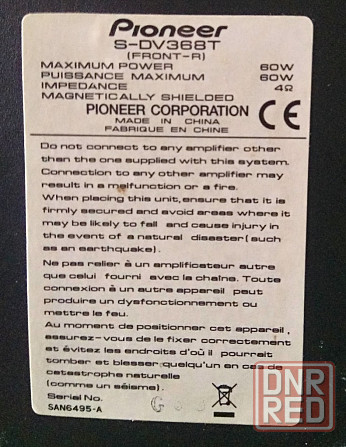 Pioneer
S-DV368T
(FRONT-R)
MAXIMUM POWER 60W
PUISSANCE MAXIMUM 60W
IMPEDANCE 4Ω
MAGNETICALLY SHIELDED
PIONEER CORPORATION
MADE IN CHINA
FABRIQUE EN CHINE
CE
Do not connect to any amplifier other
than the one supplied with this system.
Connection to any other amplifier may
result in a malfunction or a fire.
When placing this unit, ensure that it is
firmly secured and avoid areas where it
may be likely to fall and cause injury in
the event of a natural disaster (such
as an earthquake).
Ne pas relier à un amplificateur autre
que celui fourni avec la chaîne. Toute
connexion à un autre appareil peut
produire un dysfonctionement ou
mettre le feu.
Au moment de positionner cet appareil,
assurez-vous de le fixer correctement
et évitez les endroits d'où il pourrait
tomber et blesser quelqu'un en cas de
catastrophe naturelle
(comme un séisme).
Serial No.
SAN6495-A
DNR
RED